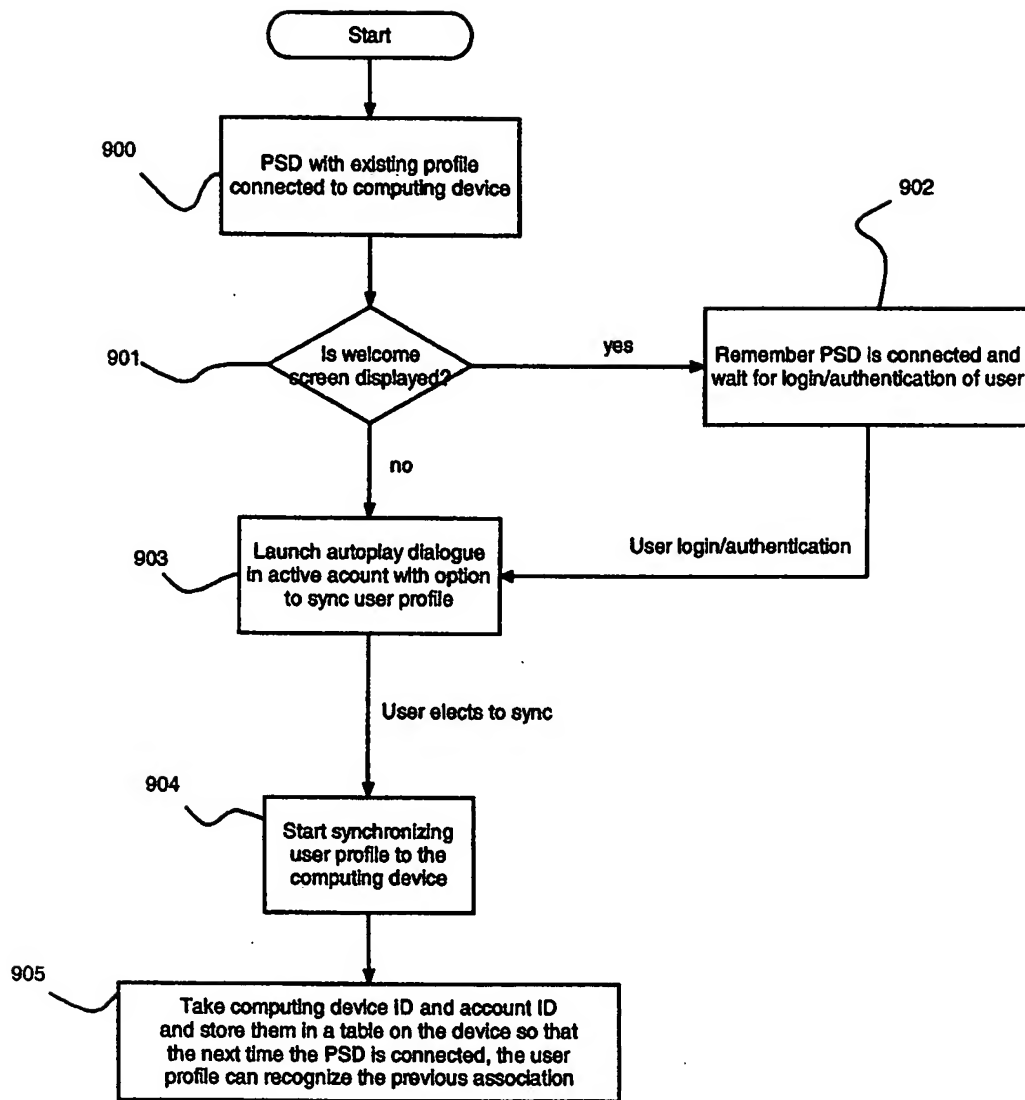 Start
900
PSD with existing profile
connected to computing device
902
901
Is welcome
screen displayed?
yes
Remember PSD is connected and
wait for login/authentication of user
no
User login/authentication
903
Launch autoplay dialogue
in active acount with option
to sync user profile
User elects to sync
904
Start synchronizing
user profile to the
computing device
905
Take computing device ID and account ID
and store them in a table on the device so that
the next time the PSD is connected, the user
profile can recognize the previous association